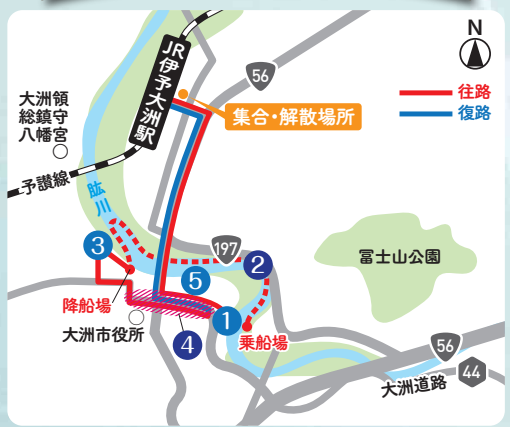 N
往路
復路
JR伊予大洲駅
56
集合・解散場所
大洲領
総鎮守
八幡宮
予讃線
肱川
197
3
2
冨士山公園
5
降船場
1
乗船場
大洲市役所
4
56
44
大洲道路